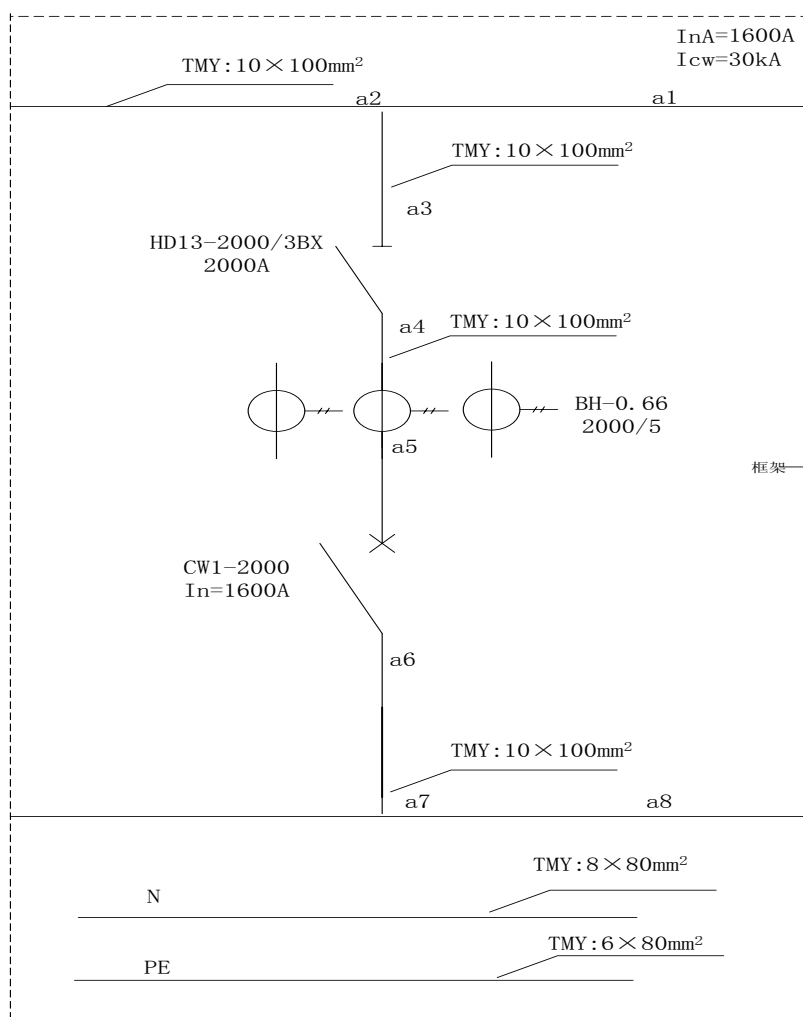 InA=1600A
Icw=30kA
TMY:10×100mm²
a2
a1
TMY:10×100mm²
a3
HD13-2000/3BX
2000A
a4
TMY:10×100mm²
BH-0.66
2000/5
a5
框架
CW1-2000
In=1600A
a6
TMY:10×100mm²
a7
a8
TMY:8×80mm²
N
TMY:6×80mm²
PE